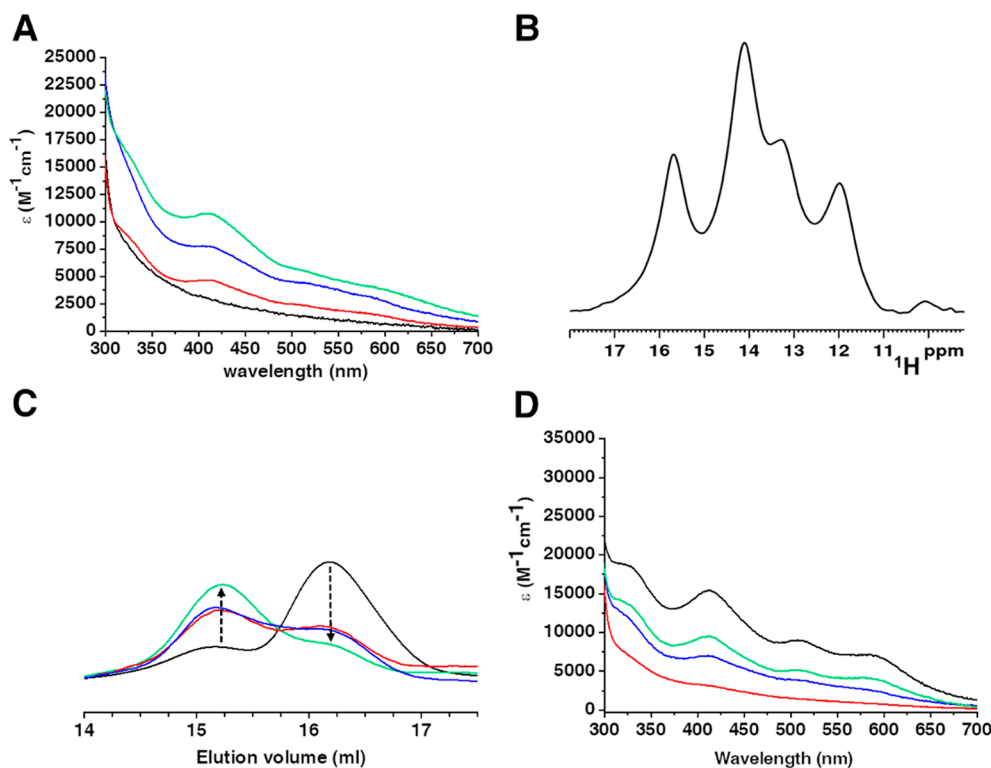 A
25000
22500
20000
17500
15000
12500
10000
7500
5000
2500
0
ε (M⁻¹cm⁻¹)
300 350 400 450 500 550 600 650 700
wavelength (nm)
B
17 16 15 14 13 12 11
¹H ppm
C
14 15 16 17
Elution volume (ml)
D
35000
30000
25000
20000
15000
10000
5000
0
ε (M⁻¹cm⁻¹)
300 350 400 450 500 550 600 650 700
Wavelength (nm)